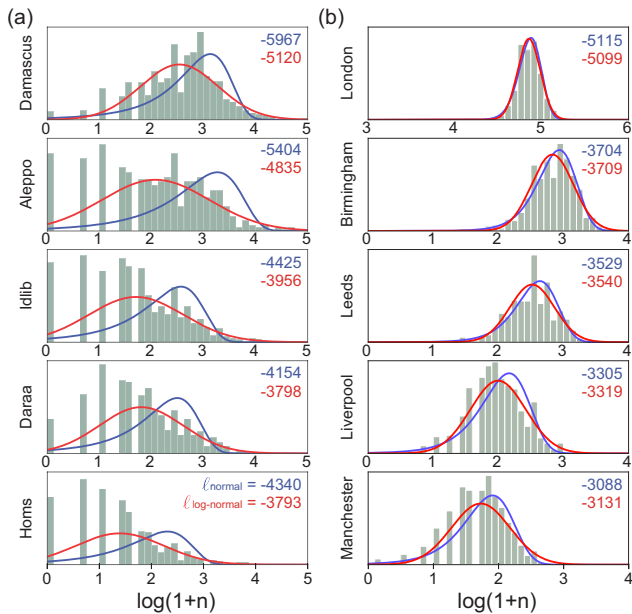 (a)
Damascus
-5967
-5120
0 1 2 3 4 5
Aleppo
-5404
-4835
0 1 2 3 4 5
Idlib
-4425
-3956
0 1 2 3 4 5
Daraa
-4154
-3798
0 1 2 3 4 5
Homs
ℓnormal = -4340
ℓlog-normal = -3793
0 1 2 3 4 5
log(1+n)
(b)
London
-5115
-5099
3 4 5 6
Birmingham
-3704
-3709
0 1 2 3 4
Leeds
-3529
-3540
0 1 2 3 4
Liverpool
-3305
-3319
0 1 2 3 4
Manchester
-3088
-3131
0 1 2 3 4
log(1+n)